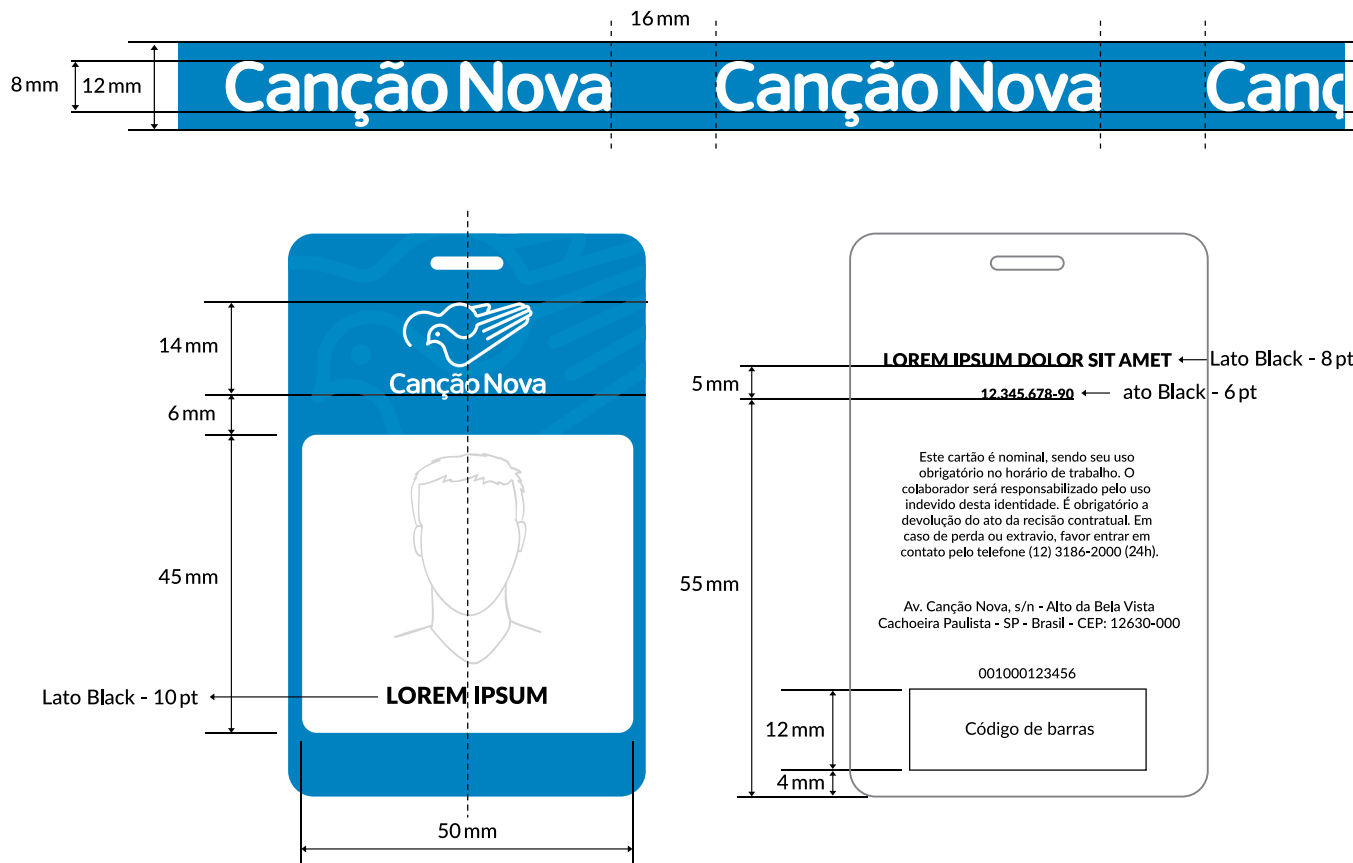 16 mm
8 mm
12 mm
Canção Nova
Canção Nova
Canç
14 mm
Canção Nova
6 mm
45 mm
Lato Black - 10 pt
LOREM IPSUM
50 mm
LOREM IPSUM DOLOR SIT AMET
Lato Black - 8 pt
5 mm
12.345.678-90
ato Black - 6 pt
Este cartão é nominal, sendo seu uso
obrigatório no horário de trabalho. O
colaborador será responsabilizado pelo uso
indevido desta identidade. É obrigatório a
devolução do ato da recisão contratual. Em
caso de perda ou extravio, favor entrar em
contato pelo telefone (12) 3186-2000 (24h).
55 mm
Av. Canção Nova, s/n - Alto da Bela Vista
Cachoeira Paulista - SP - Brasil - CEP: 12630-000
001000123456
12 mm
Código de barras
4 mm